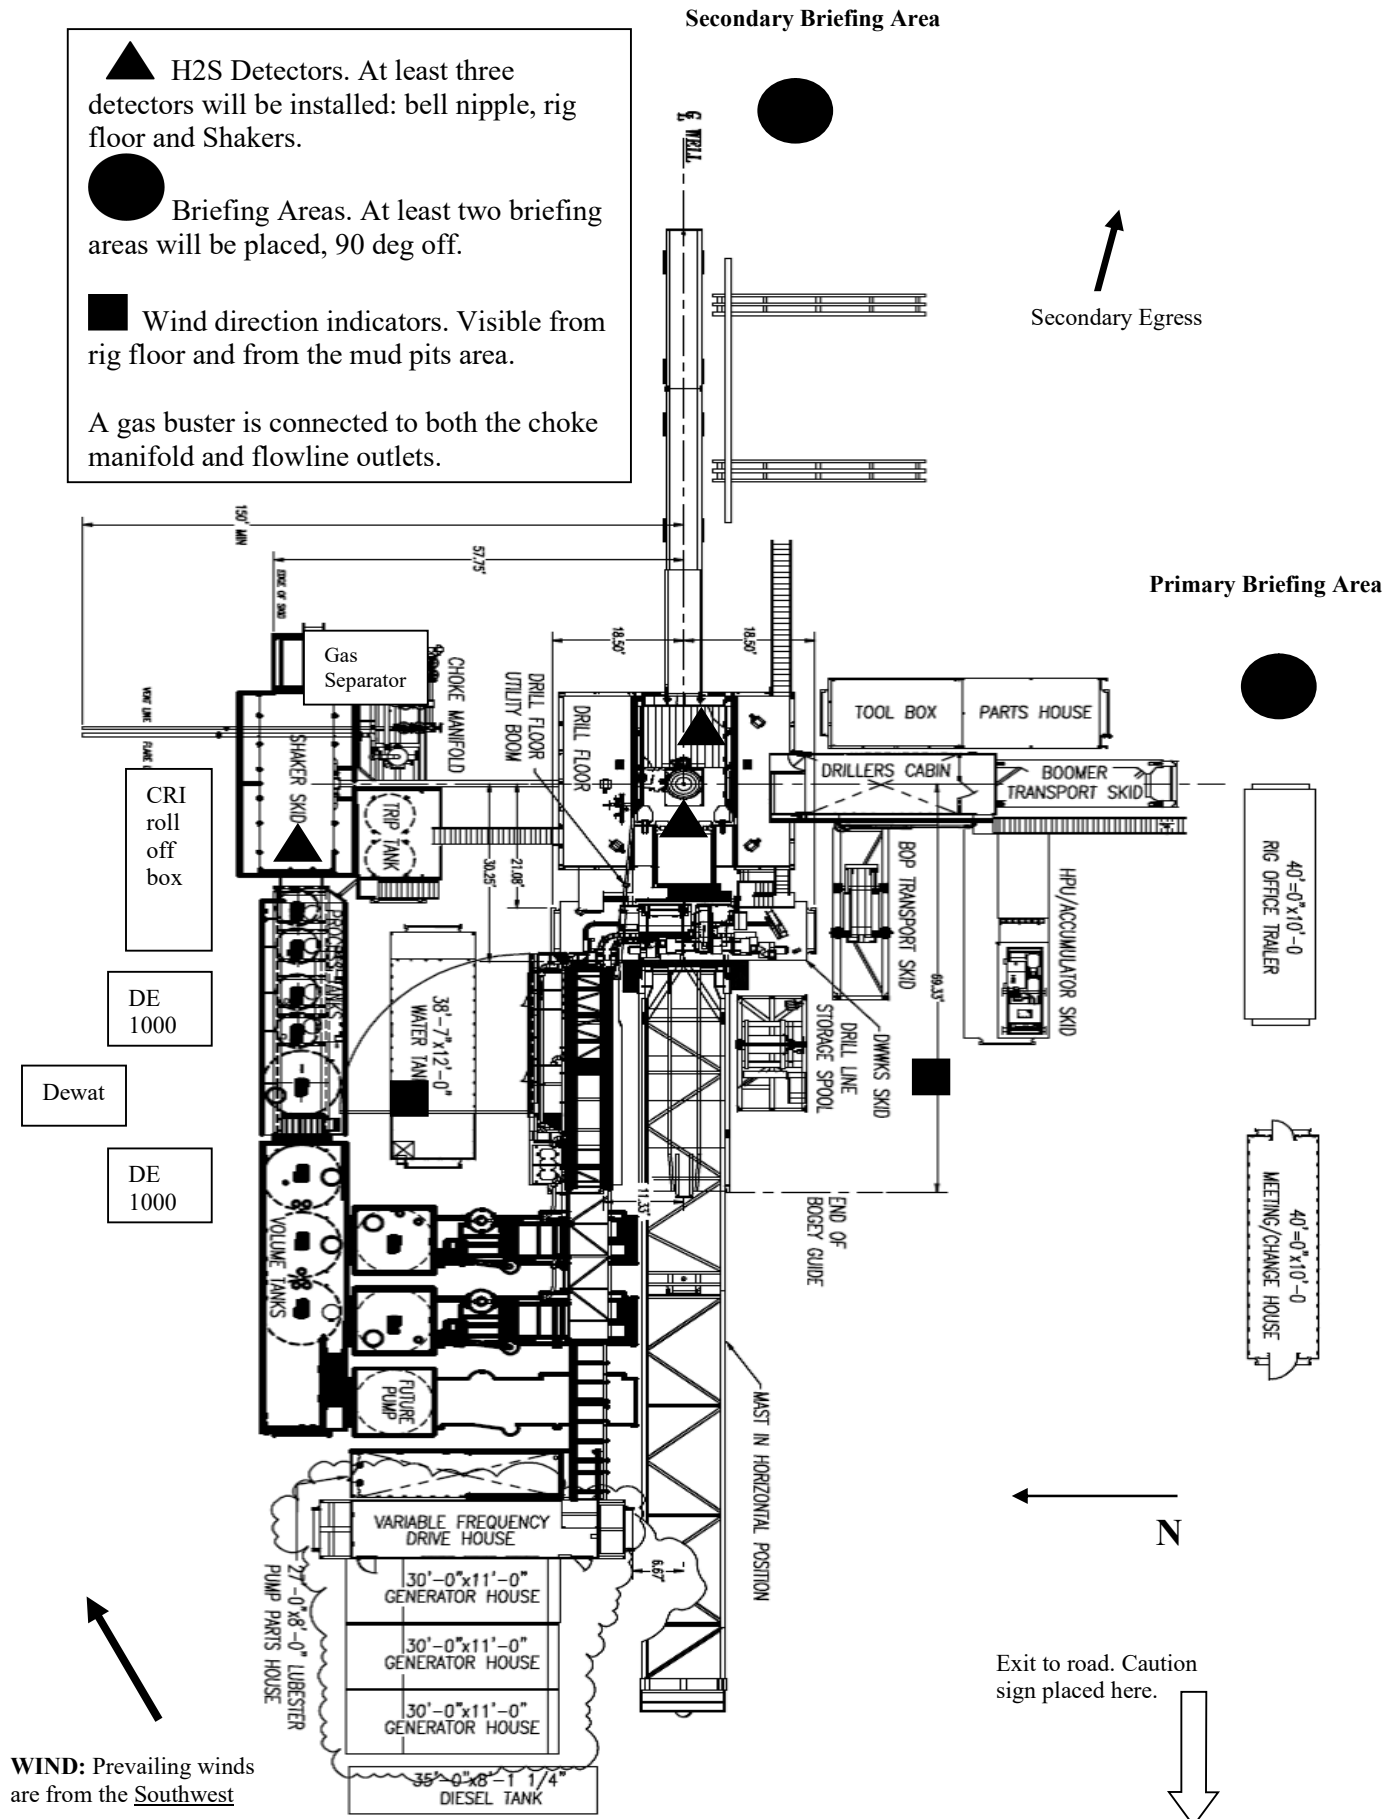 Secondary Briefing Area
H2S Detectors. At least three
detectors will be installed: bell nipple, rig
floor and Shakers.
Briefing Areas. At least two briefing
areas will be placed, 90 deg off.
Wind direction indicators. Visible from
rig floor and from the mud pits area.
A gas buster is connected to both the choke
manifold and flowline outlets.
WELL
Secondary Egress
150' MIN
57.75'
EDGE OF SKID
Primary Briefing Area
18.50'
18.50'
Gas
Separator
CHOKE MANIFOLD
DRILL FLOOR
UTILITY BOOM
DRILL FLOOR
TOOL BOX
PARTS HOUSE
VENT LINE
FLARE
SHAKER SKID
DRILLERS CABIN
BOOMER
TRANSPORT SKID
CRI
roll
off
box
TRIP TANK
30.25'
21.08'
BOP TRANSPORT SKID
HPU/ACCUMULATOR SKID
40'=0"x10'-0
RIG OFFICE TRAILER
PROCESS TANKS
DE
1000
38'-7"x12'-0"
WATER TANK
69.33'
DRILL LINE
STORAGE SPOOL
DWWKS SKID
Dewat
DE
1000
VOLUME TANKS
11.33'
END OF
BOGEY GUIDE
40'=0"x10'-0
MEETING/CHANGE HOUSE
FUTURE
PUMP
MAST IN HORIZONTAL POSITION
N
VARIABLE FREQUENCY
DRIVE HOUSE
6.67'
27'-0"x8'-0" LUBESTER
PUMP PARTS HOUSE
30'-0"x11'-0"
GENERATOR HOUSE
30'-0"x11'-0"
GENERATOR HOUSE
30'-0"x11'-0"
GENERATOR HOUSE
Exit to road. Caution
sign placed here.
WIND: Prevailing winds
are from the Southwest
35'-0"x8'-1 1/4"
DIESEL TANK